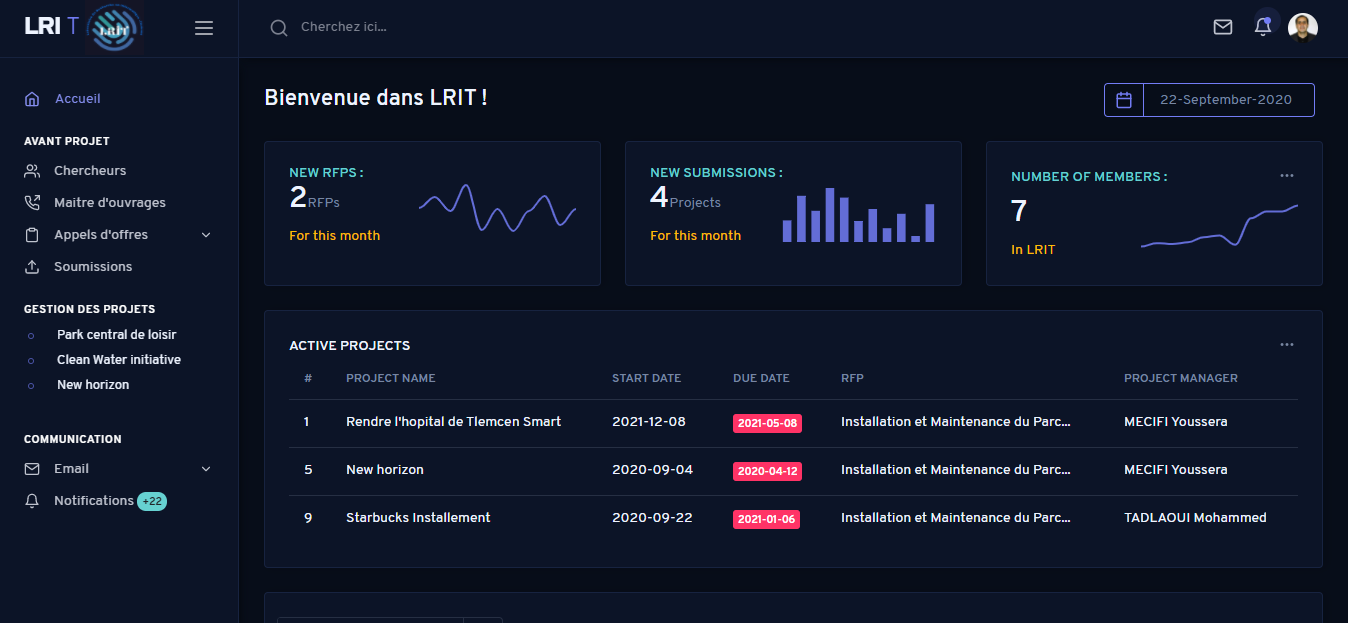 LRI T
LRIT
Cherchez ici...
Accueil
AVANT PROJET
Chercheurs
Maitre d'ouvrages
Appels d'offres
Soumissions
GESTION DES PROJETS
Park central de loisir
Clean Water initiative
New horizon
COMMUNICATION
Email
Notifications +22
Bienvenue dans LRIT !
22-September-2020
NEW RFPS :
2 RFPs
For this month
NEW SUBMISSIONS :
4 Projects
For this month
NUMBER OF MEMBERS :
7
In LRIT
ACTIVE PROJECTS
# PROJECT NAME START DATE DUE DATE RFP PROJECT MANAGER
1 Rendre l'hopital de Tlemcen Smart 2021-12-08 2021-05-08 Installation et Maintenance du Parc... MECIFI Youssera
5 New horizon 2020-09-04 2020-04-12 Installation et Maintenance du Parc... MECIFI Youssera
9 Starbucks Installement 2020-09-22 2021-01-06 Installation et Maintenance du Parc... TADLAOUI Mohammed